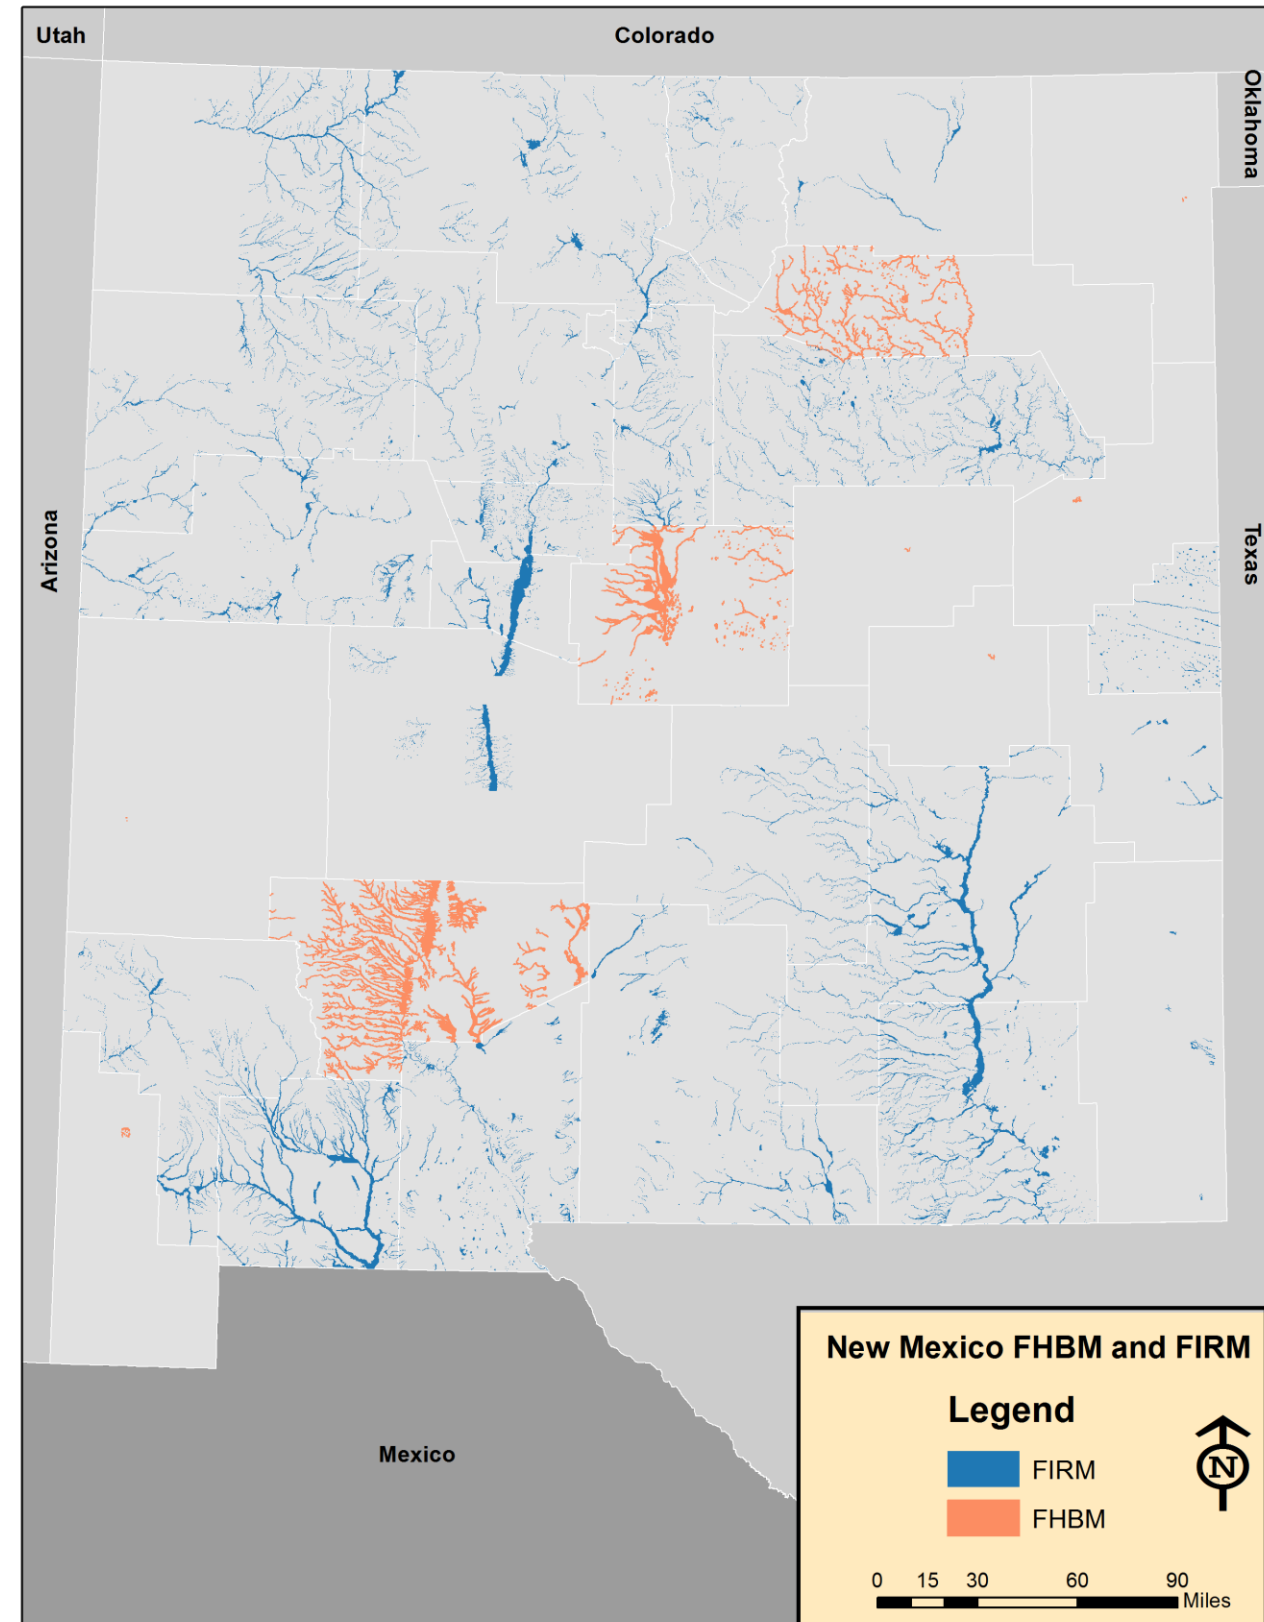 Utah
Colorado
Oklahoma
Arizona
Texas
Mexico
New Mexico FHBM and FIRM
Legend
FIRM
FHBM
N
0 15 30 60 90
Miles